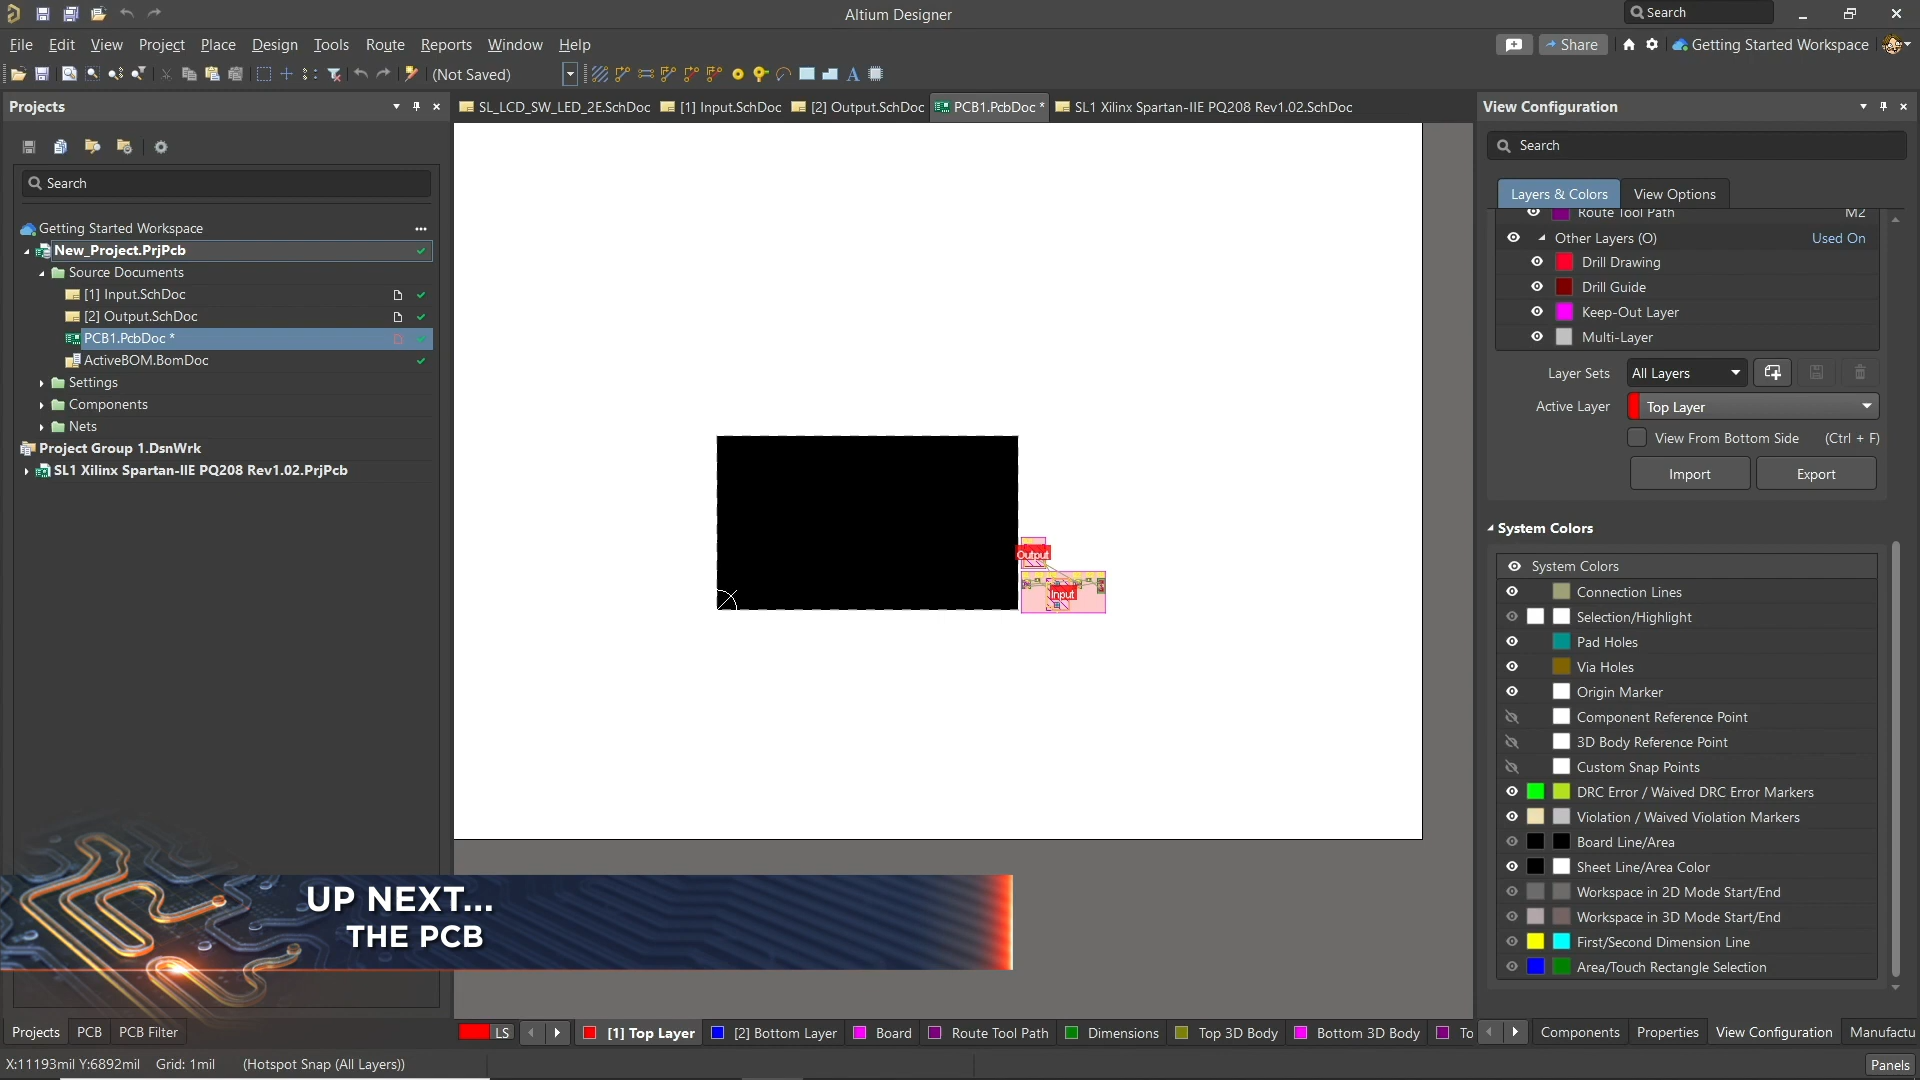 Altium Designer
Search
File Edit View Project Place Design Tools Route Reports Window Help
Share
Getting Started Workspace
(Not Saved)
Projects
SL_LCD_SW_LED_2E.SchDoc
[1] Input.SchDoc
[2] Output.SchDoc
PCB1.PcbDoc *
SL1 Xilinx Spartan-IIE PQ208 Rev1.02.SchDoc
View Configuration
Search
Search
Getting Started Workspace
New_Project.PrjPcb
Source Documents
[1] Input.SchDoc
[2] Output.SchDoc
PCB1.PcbDoc *
ActiveBOM.BomDoc
Settings
Components
Nets
Project Group 1.DsnWrk
SL1 Xilinx Spartan-IIE PQ208 Rev1.02.PrjPcb
Output
Input
Layers & Colors View Options
Route Tool Path M2
Other Layers (O) Used On
Drill Drawing
Drill Guide
Keep-Out Layer
Multi-Layer
Layer Sets All Layers
Active Layer Top Layer
View From Bottom Side (Ctrl + F)
Import Export
System Colors
System Colors
Connection Lines
Selection/Highlight
Pad Holes
Via Holes
Origin Marker
Component Reference Point
3D Body Reference Point
Custom Snap Points
DRC Error / Waived DRC Error Markers
Violation / Waived Violation Markers
Board Line/Area
Sheet Line/Area Color
Workspace in 2D Mode Start/End
Workspace in 3D Mode Start/End
First/Second Dimension Line
Area/Touch Rectangle Selection
UP NEXT...
THE PCB
Projects PCB PCB Filter
LS
[1] Top Layer
[2] Bottom Layer
Board
Route Tool Path
Dimensions
Top 3D Body
Bottom 3D Body
To
Components Properties View Configuration Manufactu
X:11193mil Y:6892mil Grid: 1mil (Hotspot Snap (All Layers))
Panels